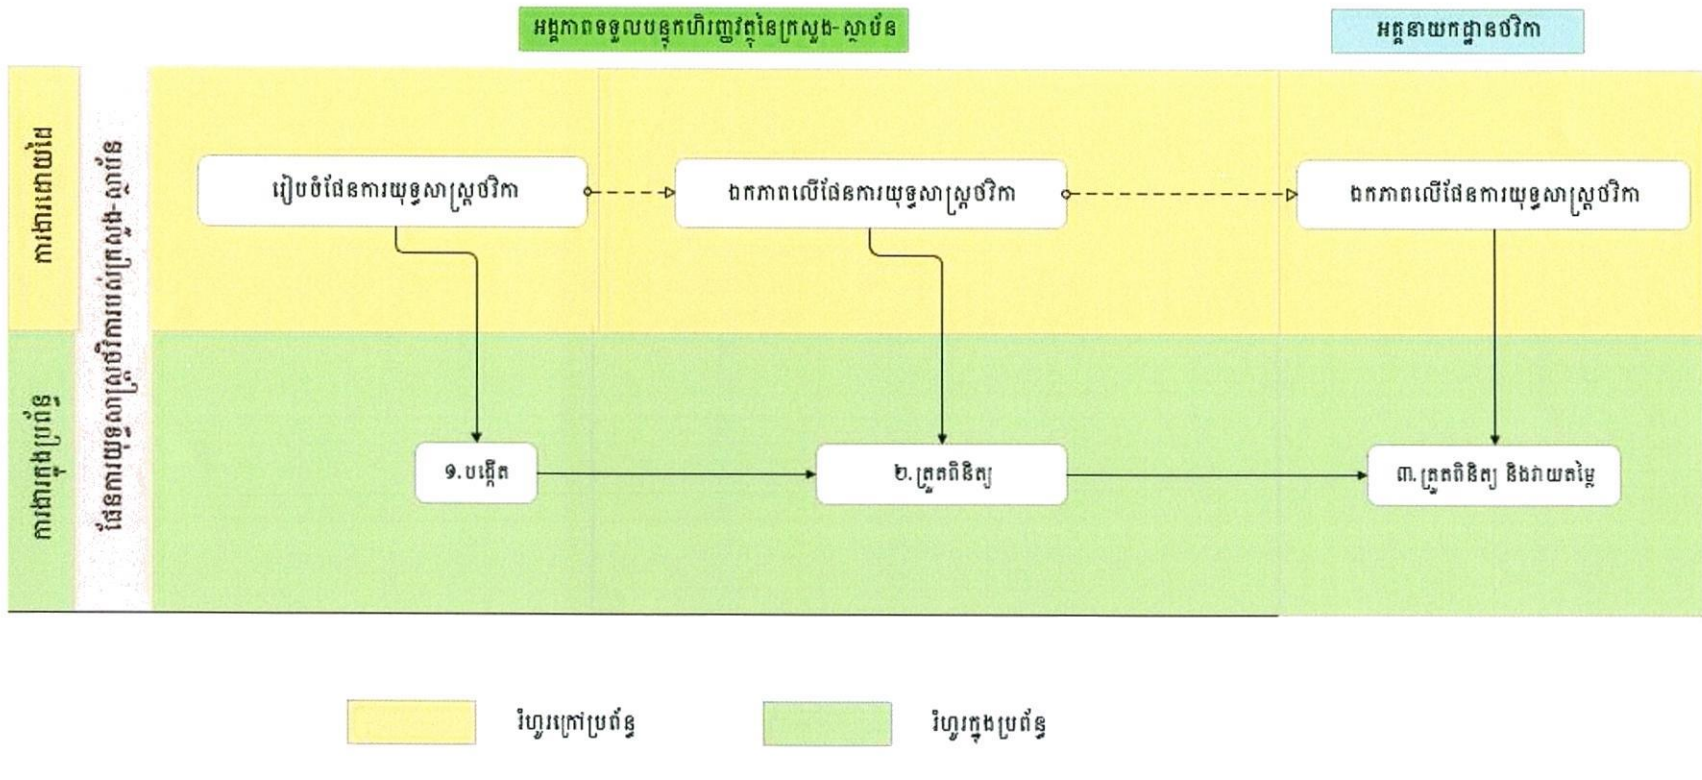 អង្គភាពទទួលបន្ទុកហិរញ្ញវត្ថុនៃក្រសួង-ស្ថាប័ន
អគ្គនាយកដ្ឋានថវិកា
ការងារដោយដៃ
ផែនការយុទ្ធសាស្ត្រថវិការបស់ក្រសួង-ស្ថាប័ន
រៀបចំផែនការយុទ្ធសាស្ត្រថវិកា
ឯកភាពលើផែនការយុទ្ធសាស្ត្រថវិកា
ឯកភាពលើផែនការយុទ្ធសាស្ត្រថវិកា
ការងារក្នុងប្រព័ន្ធ
១.បង្កើត
២.ត្រួតពិនិត្យ
៣.ត្រួតពិនិត្យ និងវាយតម្លៃ
រំហូរក្រៅប្រព័ន្ធ
រំហូរក្នុងប្រព័ន្ធ